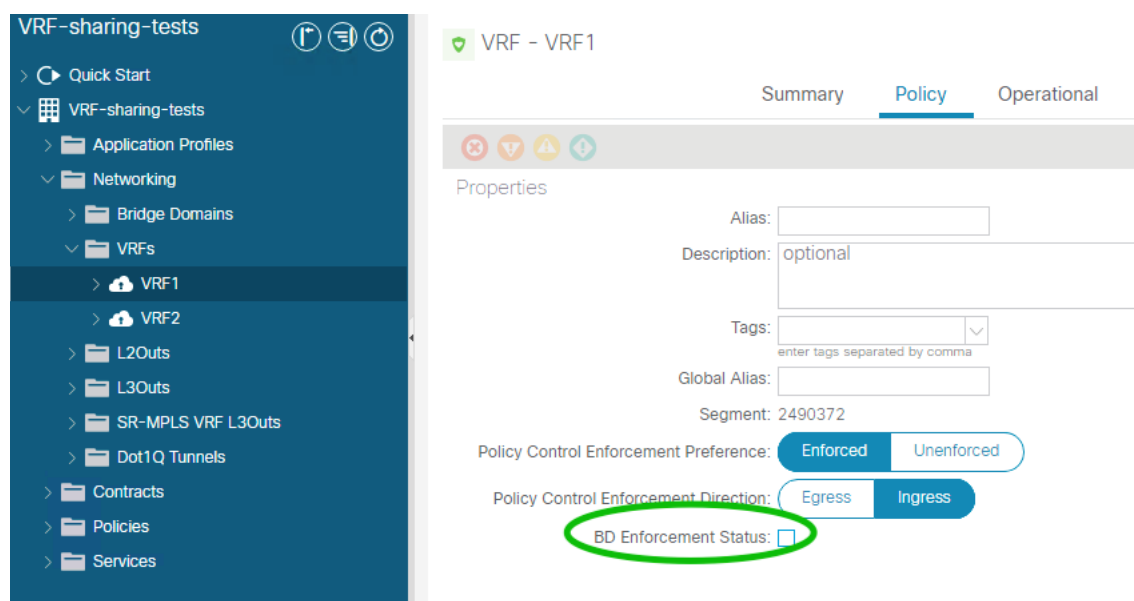 VRF-sharing-tests
Quick Start
VRF-sharing-tests
Application Profiles
Networking
Bridge Domains
VRFs
VRF1
VRF2
L2Outs
L3Outs
SR-MPLS VRF L3Outs
Dot1Q Tunnels
Contracts
Policies
Services
VRF - VRF1
Summary Policy Operational
Properties
Alias:
Description: optional
Tags:
enter tags separated by comma
Global Alias:
Segment: 2490372
Policy Control Enforcement Preference: Enforced Unenforced
Policy Control Enforcement Direction: Egress Ingress
BD Enforcement Status: